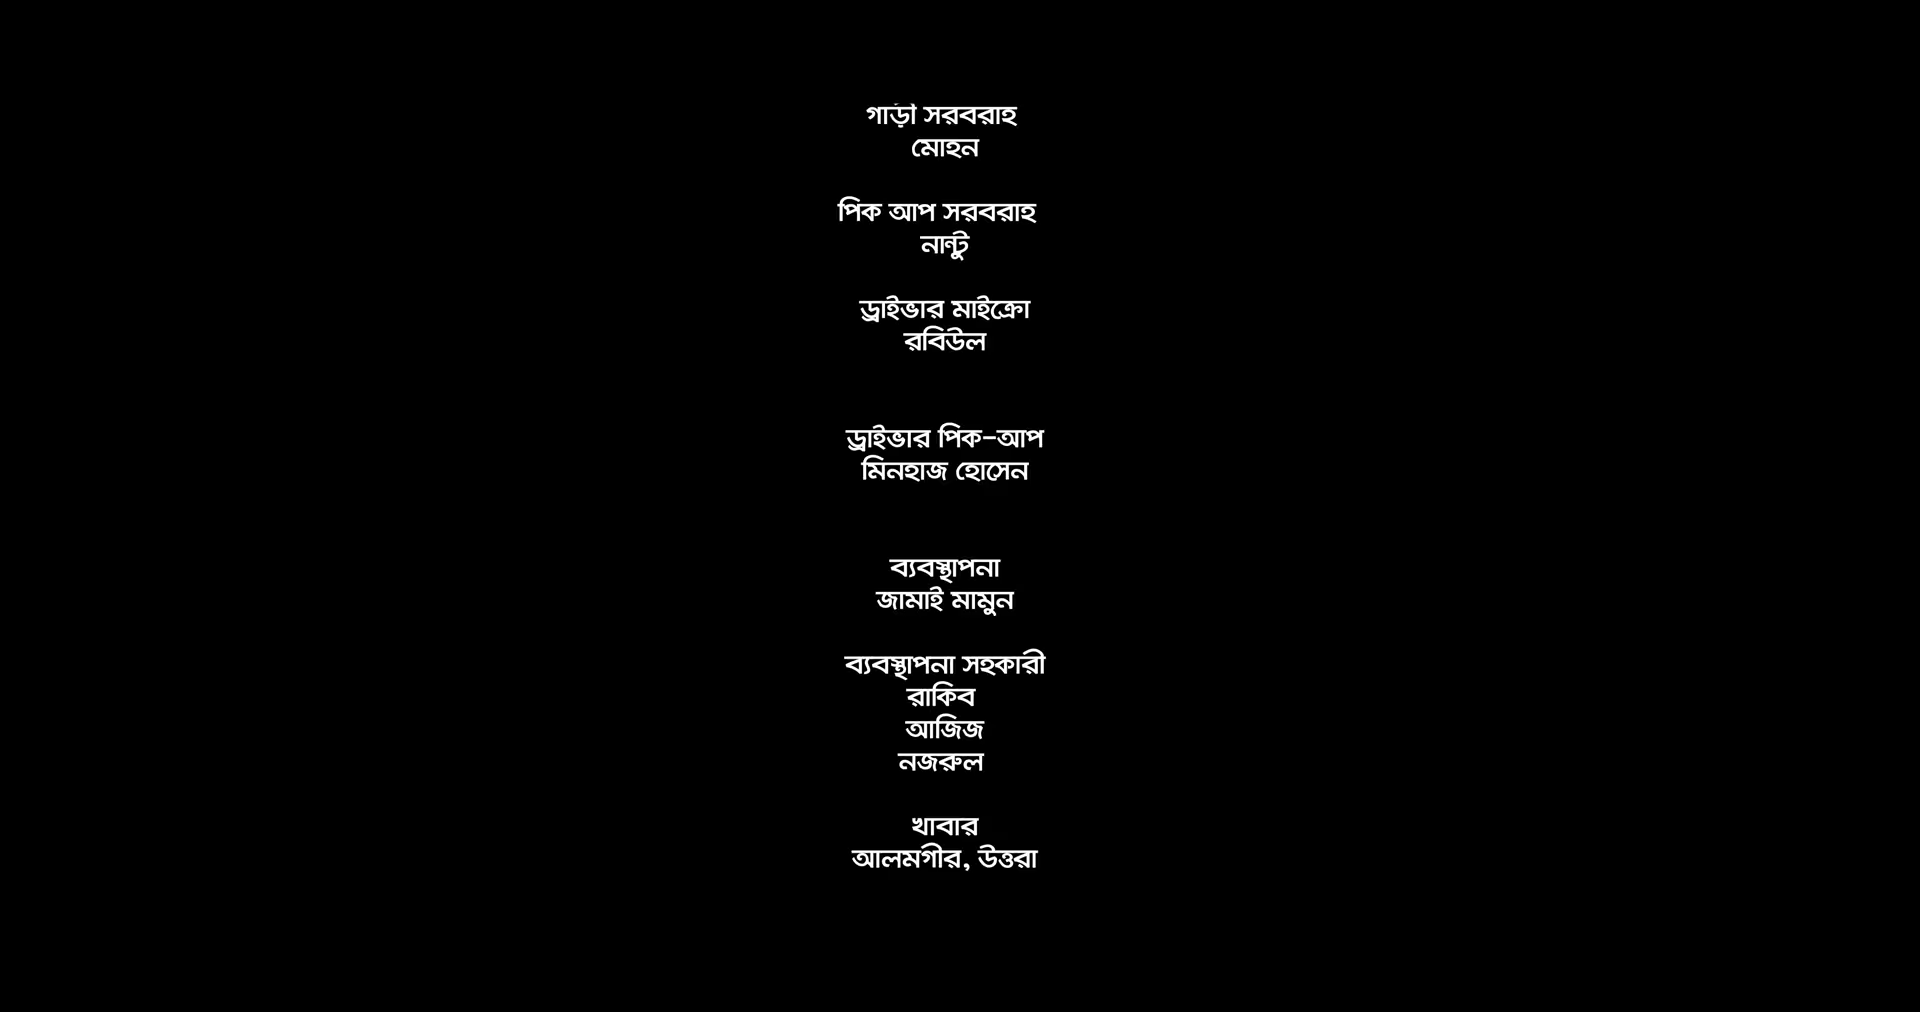 গাড়ী সরবরাহ
মোহন
পিক আপ সরবরাহ
নান্টু
ড্রাইভার মাইক্রো
রবিউল
ড্রাইভার পিক-আপ
মিনহাজ হোসেন
ব্যবস্থাপনা
জামাই মামুন
ব্যবস্থাপনা সহকারী
রাকিব
আজিজ
নজরুল
খাবার
আলমগীর, উত্তরা